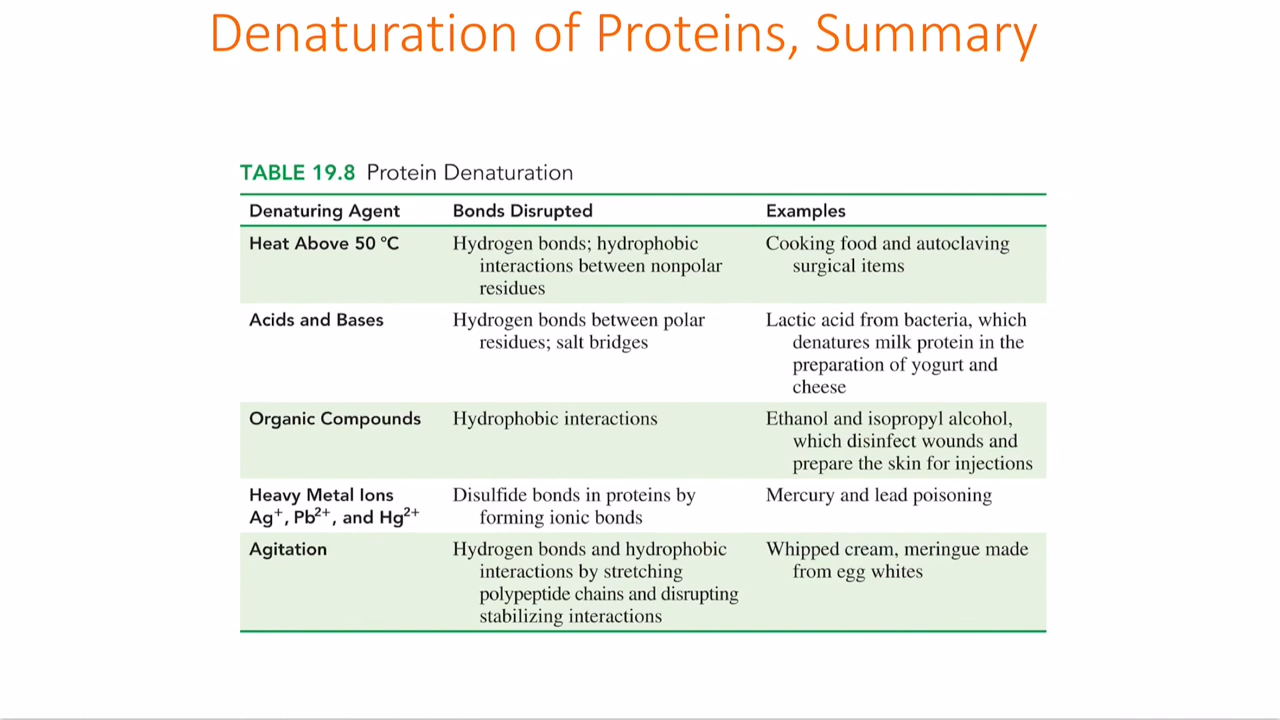 Denaturation of Proteins, Summary
TABLE 19.8 Protein Denaturation
Denaturing Agent Bonds Disrupted Examples
Heat Above 50 °C Hydrogen bonds; hydrophobic Cooking food and autoclaving
interactions between nonpolar surgical items
residues
Acids and Bases Hydrogen bonds between polar Lactic acid from bacteria, which
residues; salt bridges denatures milk protein in the
preparation of yogurt and
cheese
Organic Compounds Hydrophobic interactions Ethanol and isopropyl alcohol,
which disinfect wounds and
prepare the skin for injections
Heavy Metal Ions Disulfide bonds in proteins by Mercury and lead poisoning
Ag⁺, Pb²⁺, and Hg²⁺ forming ionic bonds
Agitation Hydrogen bonds and hydrophobic Whipped cream, meringue made
interactions by stretching from egg whites
polypeptide chains and disrupting
stabilizing interactions